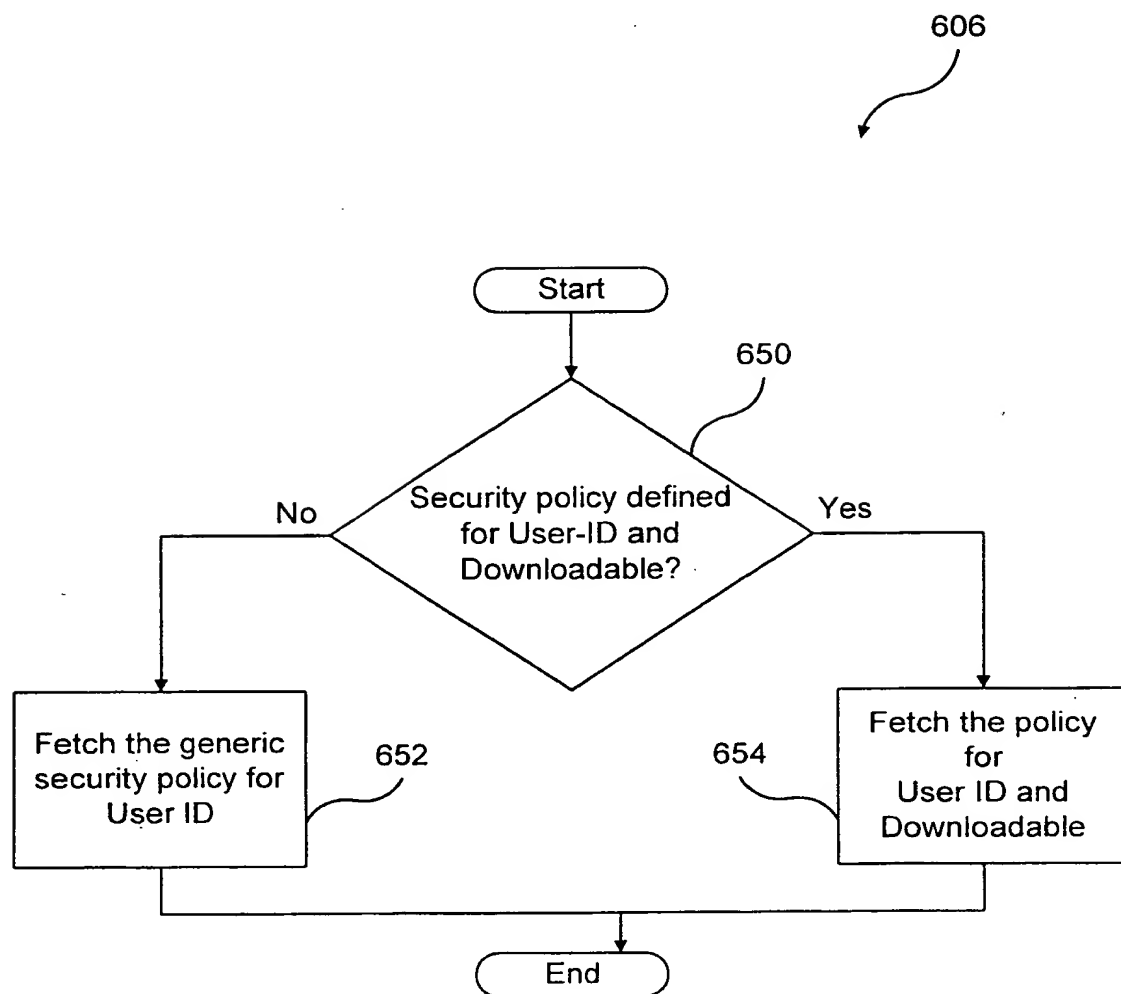 606
Start
650
Security policy defined
for User-ID and
Downloadable?
No
Yes
Fetch the generic
security policy for
User ID
652
654
Fetch the policy
for
User ID and
Downloadable
End